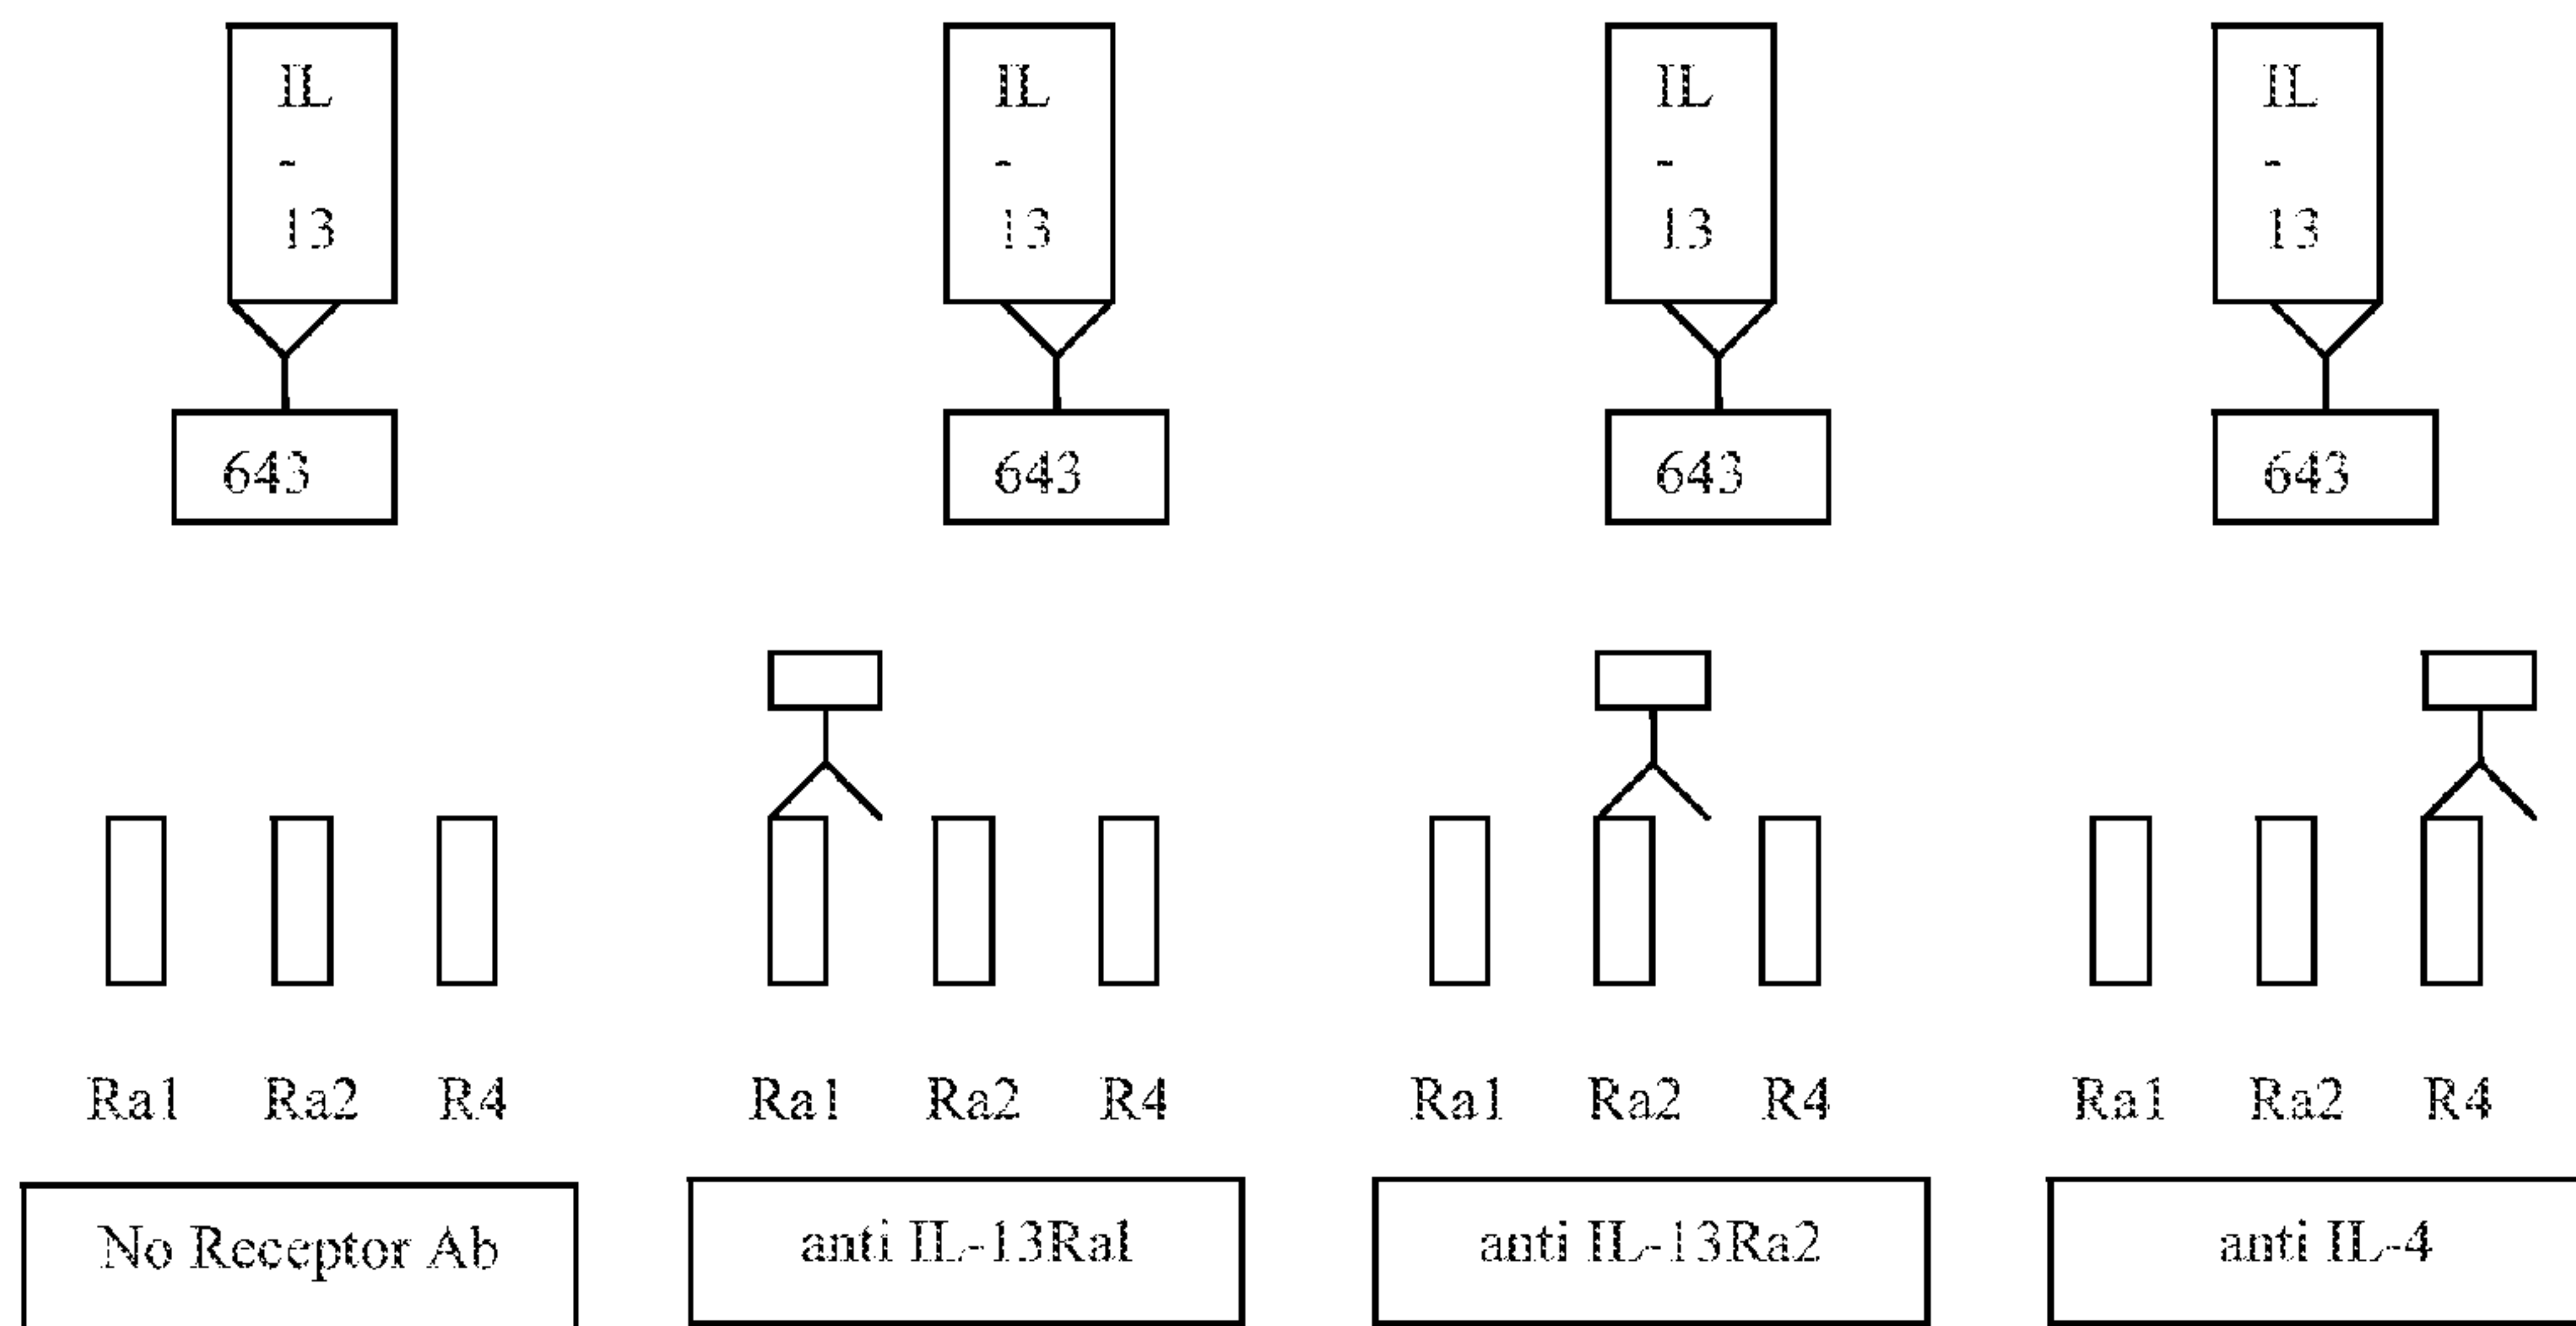 IL IL IL IL
- - - -
13 13 13 13
643 643 643 643
Ra1 Ra2 R4 Ra1 Ra2 R4 Ra1 Ra2 R4 Ra1 Ra2 R4
No Receptor Ab anti IL-13Ra1 anti IL-13Ra2 anti IL-4